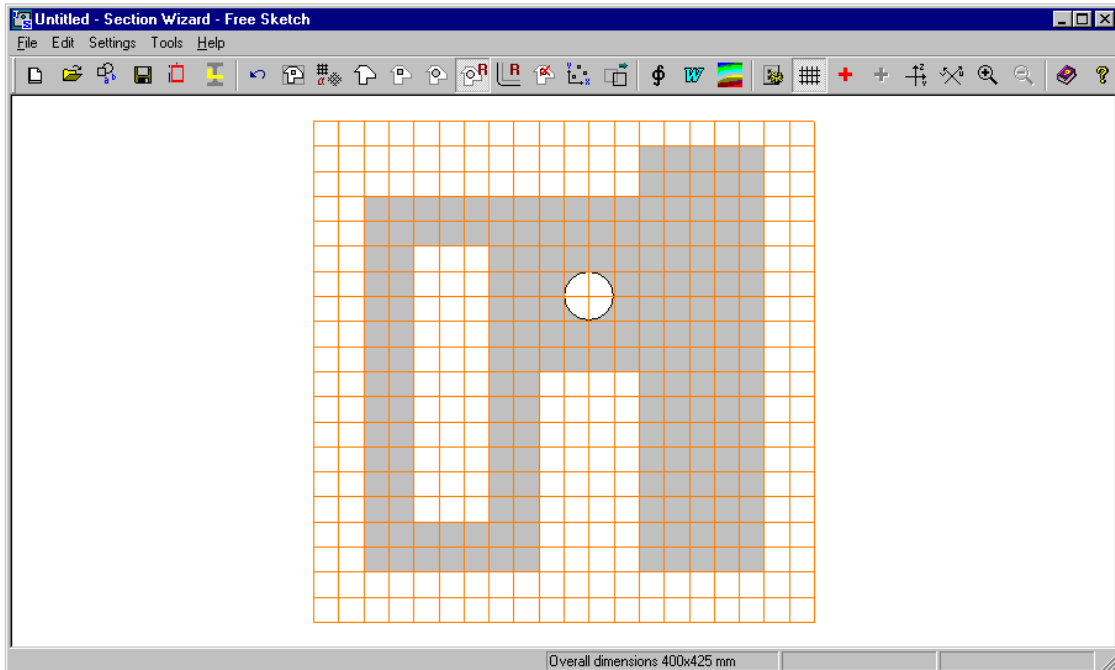 Untitled - Section Wizard - Free Sketch
File Edit Settings Tools Help
R R W ?
Overall dimensions 400x425 mm